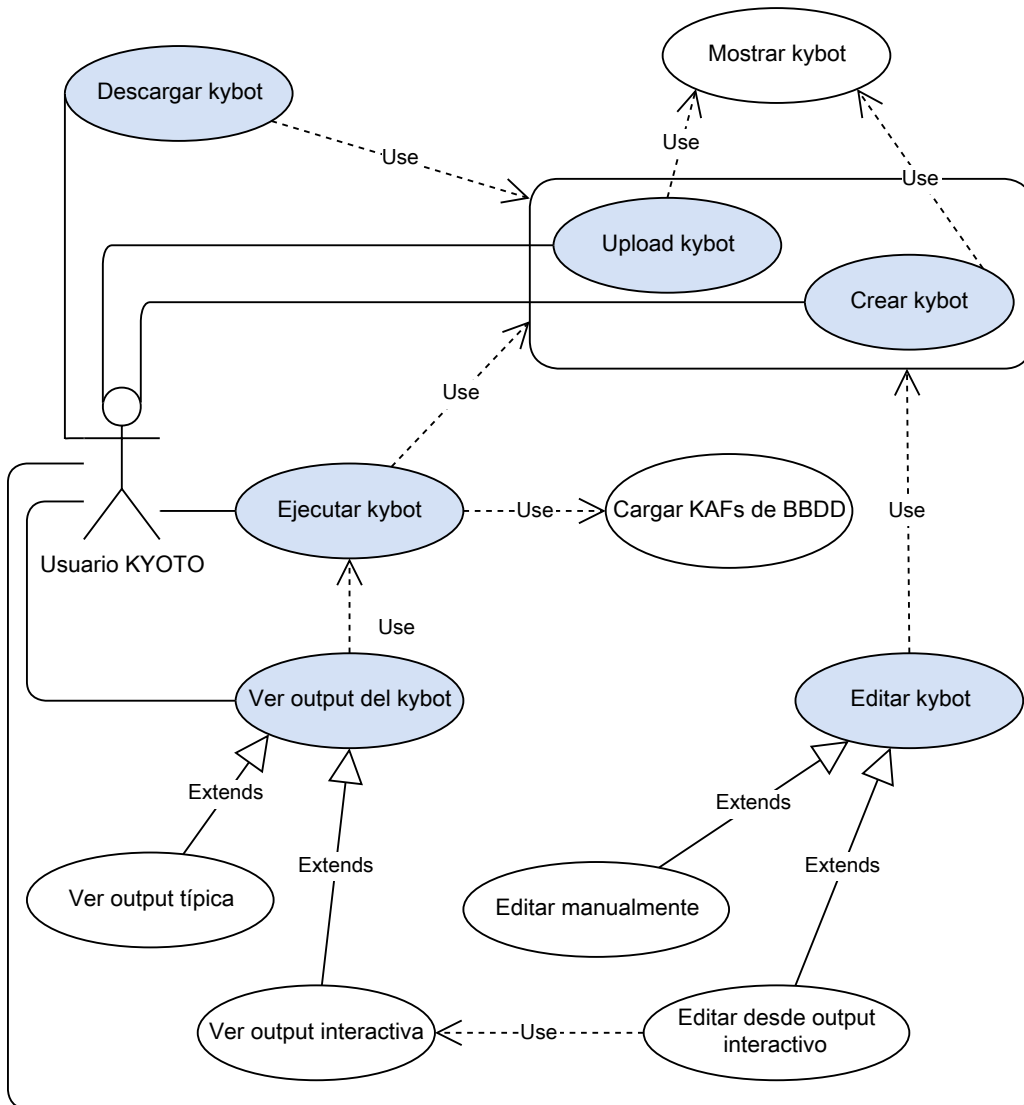 Mostrar kybot
Descargar kybot
Use
Use
Use
Upload kybot
Crear kybot
Use
Ejecutar kybot
Use
Cargar KAFs de BBDD
Use
Usuario KYOTO
Use
Ver output del kybot
Editar kybot
Extends
Extends
Extends
Extends
Ver output típica
Editar manualmente
Ver output interactiva
Use
Editar desde output
interactivo